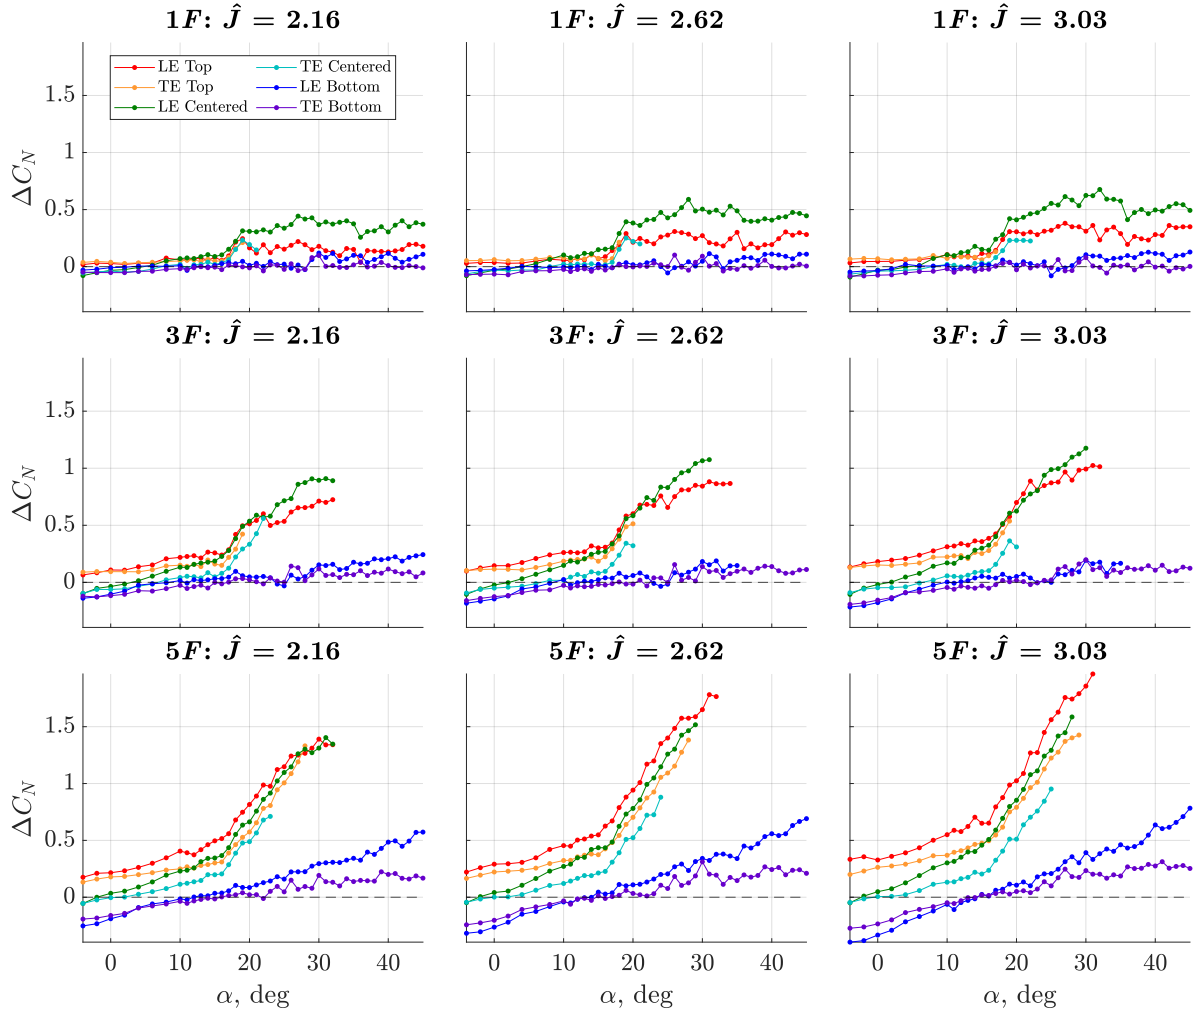 1F: Ĵ = 2.16
1F: Ĵ = 2.62
1F: Ĵ = 3.03
LE Top
TE Top
LE Centered
TE Centered
LE Bottom
TE Bottom
1.5
1
0.5
0
ΔC_N
3F: Ĵ = 2.16
3F: Ĵ = 2.62
3F: Ĵ = 3.03
1.5
1
0.5
0
ΔC_N
5F: Ĵ = 2.16
5F: Ĵ = 2.62
5F: Ĵ = 3.03
1.5
1
0.5
0
ΔC_N
0 10 20 30 40
0 10 20 30 40
0 10 20 30 40
α, deg
α, deg
α, deg